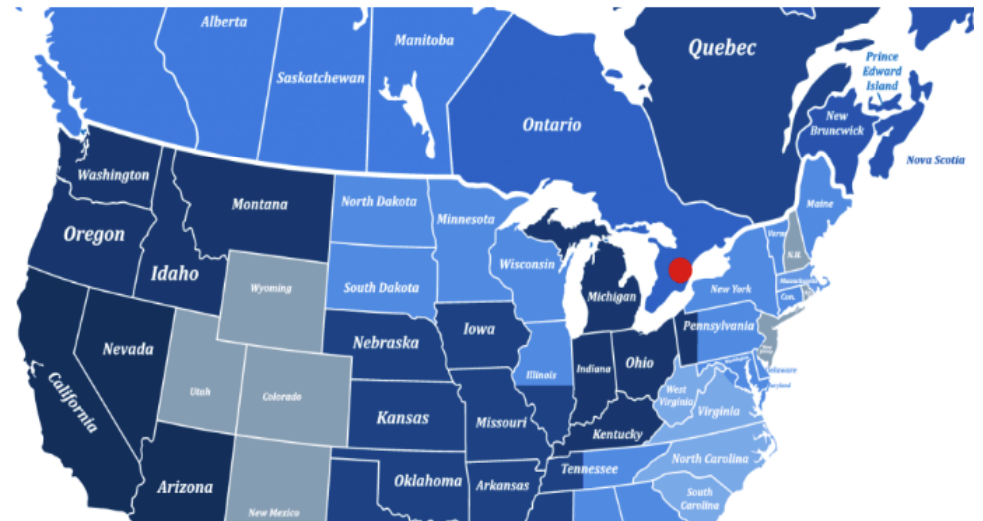 Alberta
Quebec
Manitoba
Saskatchewan
Prince
Edward
Island
Ontario
New
Bruncwick
Nova Scotia
Washington
Montana
North Dakota
Minnesota
Maine
Oregon
N.H.
Idaho
Wisconsin
Wyoming
South Dakota
New York
Michigan
Con.
Iowa
Pennsylvania
Nebraska
Nevada
Ohio
Indiana
Illinois
Utah
Colorado
California
West
Virginia
Virginia
Kansas
Missouri
Kentucky
North Carolina
Tennessee
Arizona
Oklahoma
Arkansas
South
Carolina
New Mexico